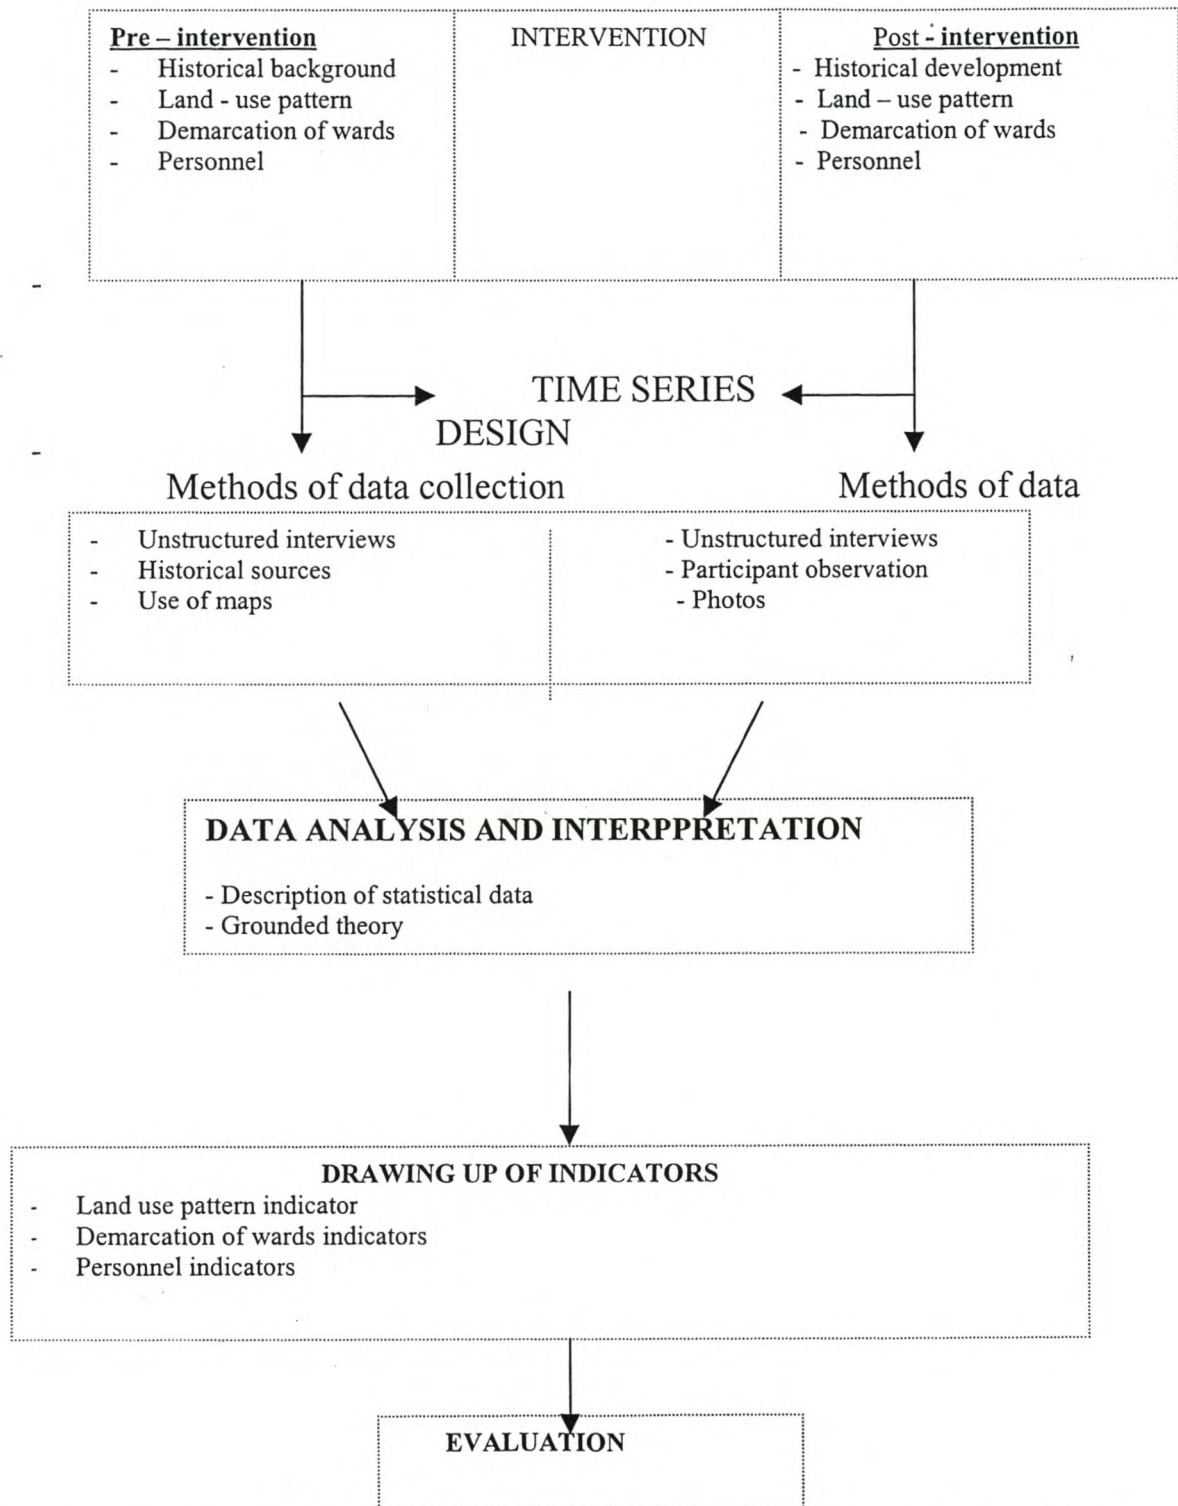 Pre – intervention
- Historical background
- Land - use pattern
- Demarcation of wards
- Personnel
INTERVENTION
Post - intervention
- Historical development
- Land – use pattern
- Demarcation of wards
- Personnel
-
TIME SERIES
DESIGN
-
Methods of data collection
Methods of data
- Unstructured interviews
- Historical sources
- Use of maps
- Unstructured interviews
- Participant observation
- Photos
DATA ANALYSIS AND INTERPPRETATION
- Description of statistical data
- Grounded theory
DRAWING UP OF INDICATORS
- Land use pattern indicator
- Demarcation of wards indicators
- Personnel indicators
EVALUATION